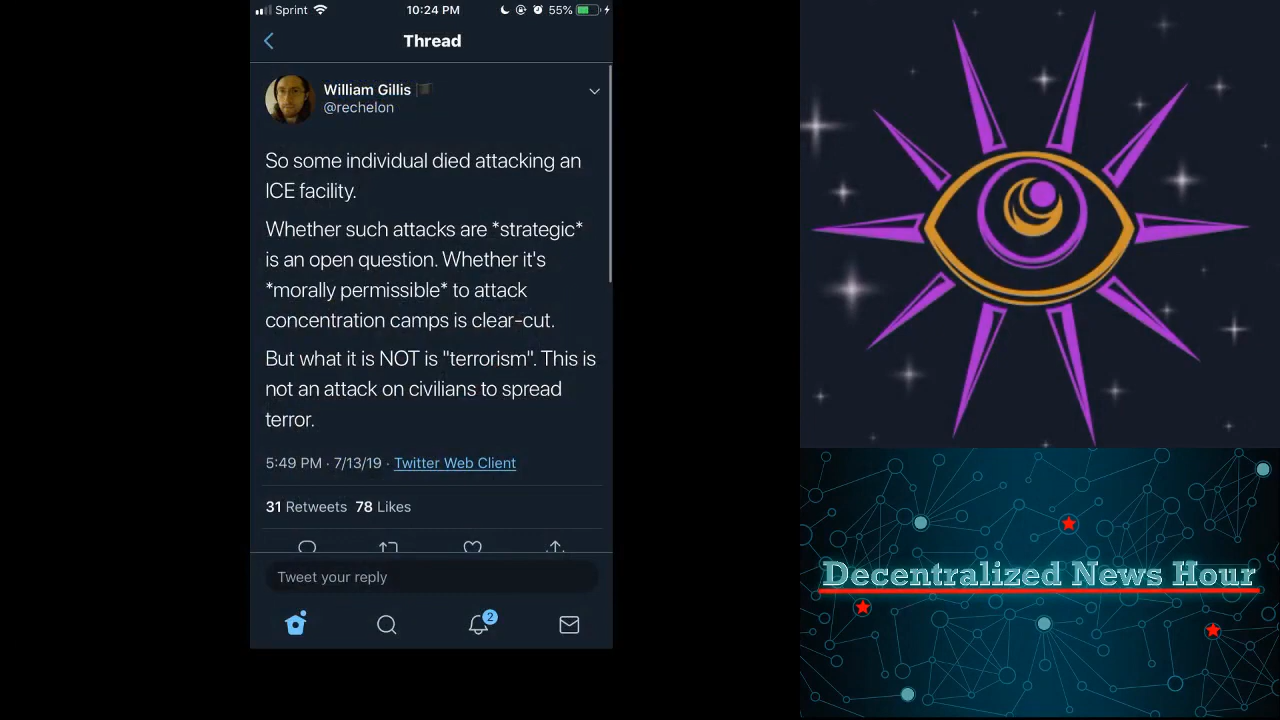 Sprint 10:24 PM 55%
Thread
William Gillis
@rechelon
So some individual died attacking an
ICE facility.
Whether such attacks are *strategic*
is an open question. Whether it's
*morally permissible* to attack
concentration camps is clear-cut.
But what it is NOT is "terrorism". This is
not an attack on civilians to spread
terror.
5:49 PM · 7/13/19 · Twitter Web Client
31 Retweets 78 Likes
Tweet your reply
2
Decentralized News Hour